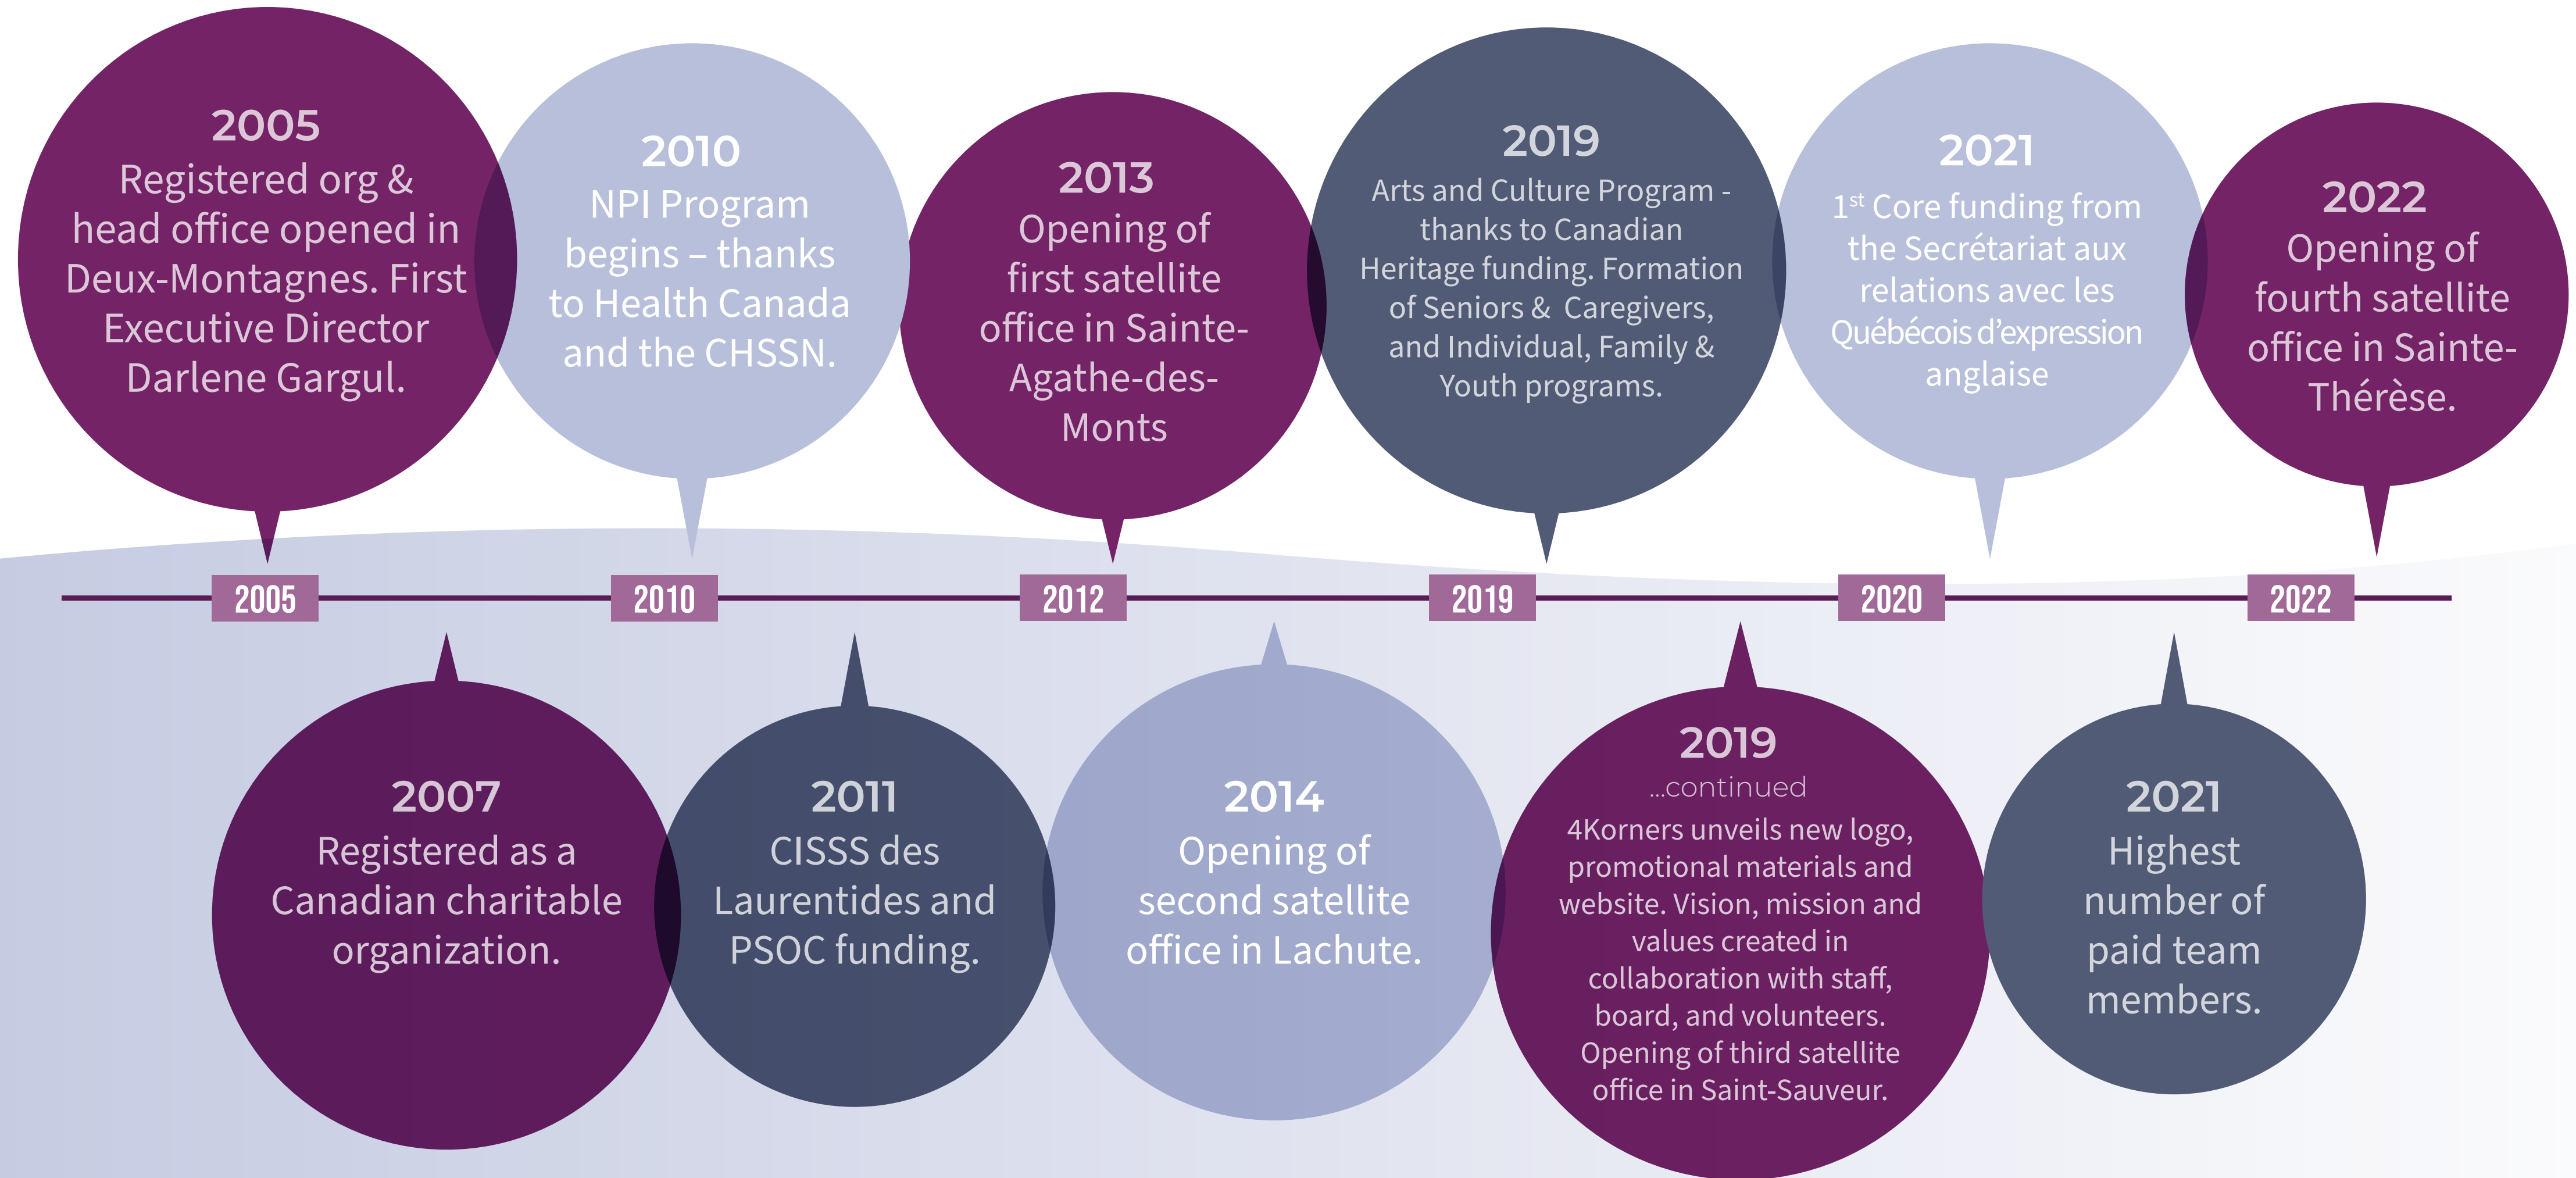 2005
Registered org &
head office opened in
Deux-Montagnes. First
Executive Director
Darlene Gargul.
2010
NPI Program
begins – thanks
to Health Canada
and the CHSSN.
2013
Opening of
first satellite
office in Sainte-
Agathe-des-
Monts
2019
Arts and Culture Program -
thanks to Canadian
Heritage funding. Formation
of Seniors & Caregivers,
and Individual, Family &
Youth programs.
2021
1st Core funding from
the Secrétariat aux
relations avec les
Québécois d’expression
anglaise
2022
Opening of
fourth satellite
office in Sainte-
Thérèse.
2005
2010
2012
2019
2020
2022
2007
Registered as a
Canadian charitable
organization.
2011
CISSS des
Laurentides and
PSOC funding.
2014
Opening of
second satellite
office in Lachute.
2019
...continued
4Korners unveils new logo,
promotional materials and
website. Vision, mission and
values created in
collaboration with staff,
board, and volunteers.
Opening of third satellite
office in Saint-Sauveur.
2021
Highest
number of
paid team
members.